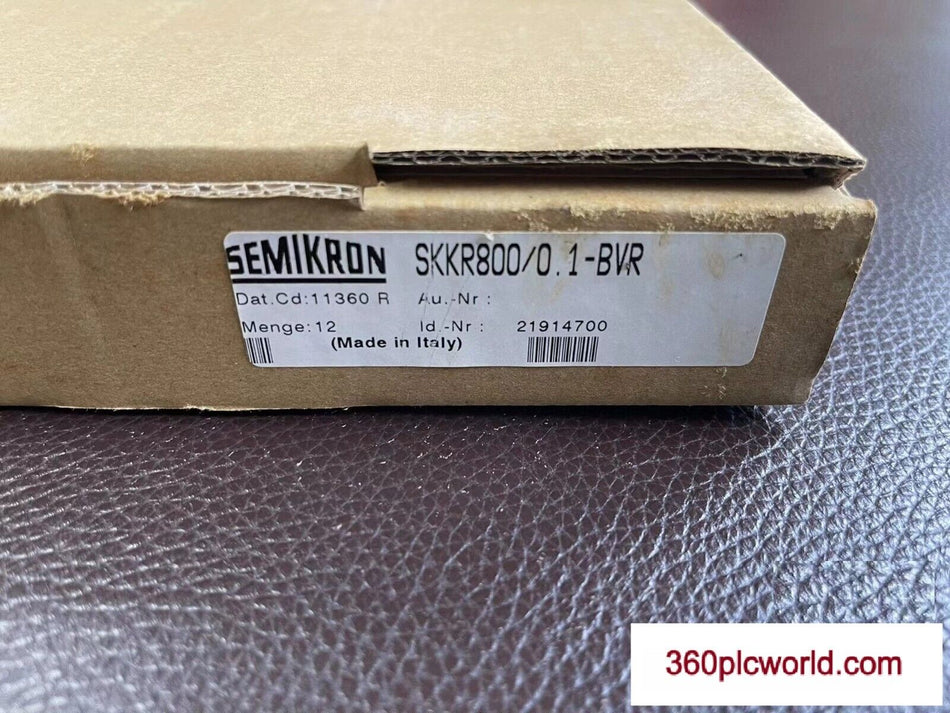 SEMIKRON SKKR800/0.1-BVR
Dat.Cd:11360 R Au.-Nr :
Menge:12 Id.-Nr : 21914700
(Made in Italy)
360plcworld.com